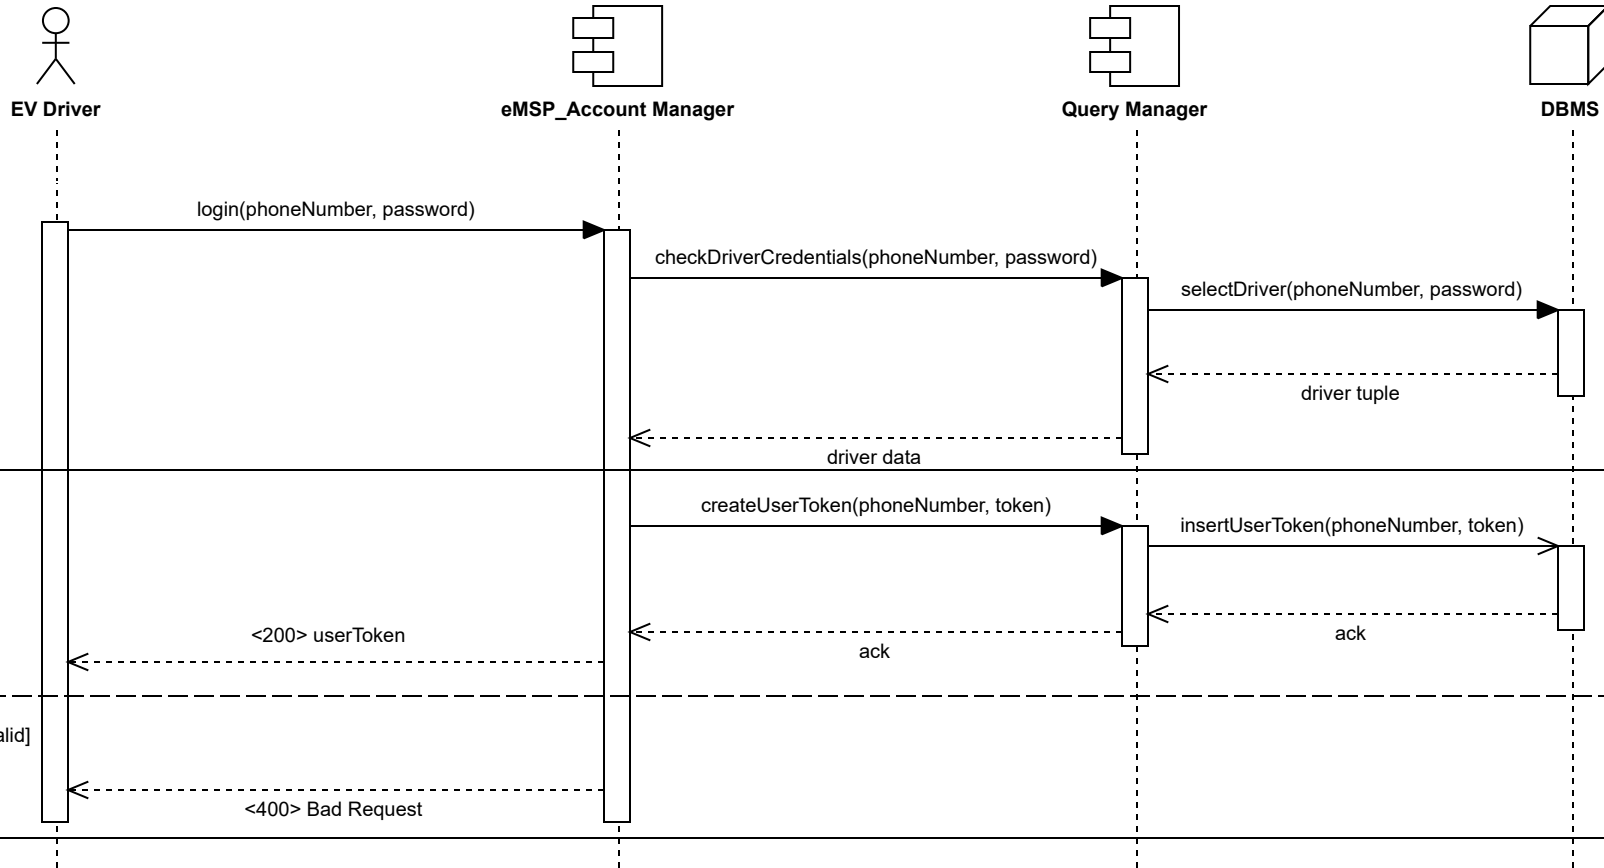 EV Driver
eMSP_Account Manager
Query Manager
DBMS
login(phoneNumber, password)
checkDriverCredentials(phoneNumber, password)
selectDriver(phoneNumber, password)
driver tuple
driver data
createUserToken(phoneNumber, token)
insertUserToken(phoneNumber, token)
<200> userToken
ack
ack
alid]
<400> Bad Request